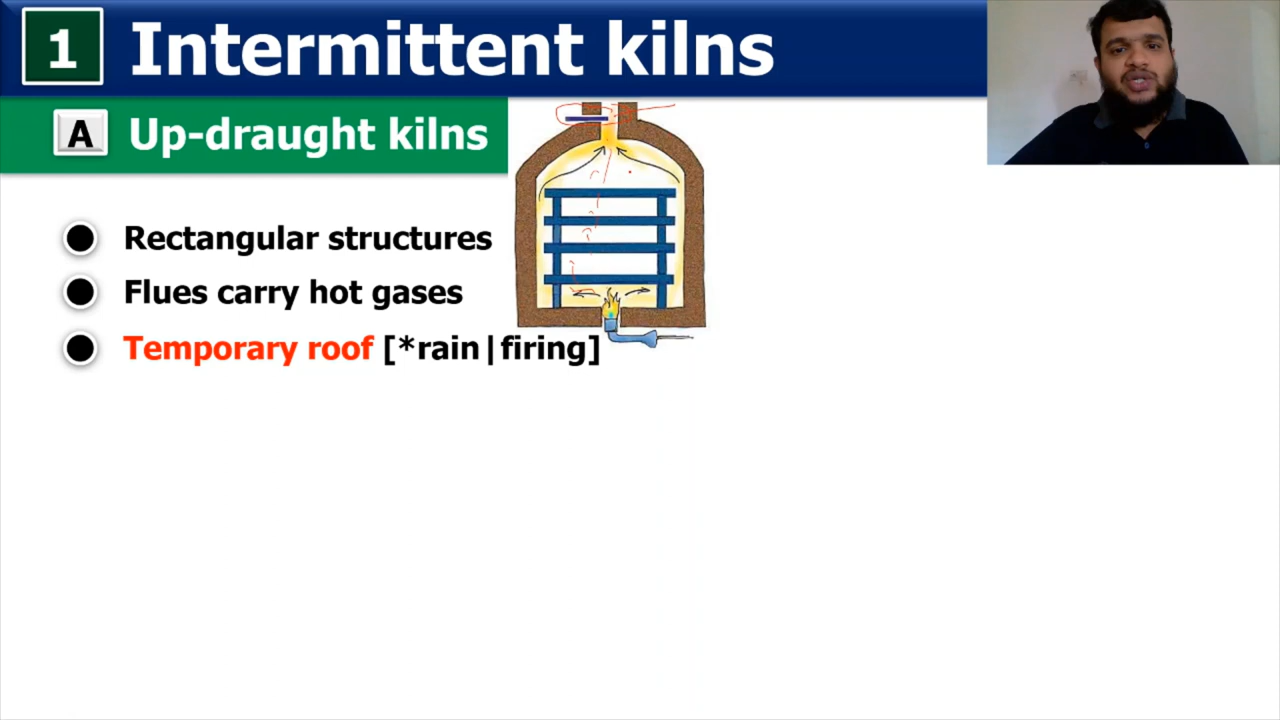 1 Intermittent kilns
A Up-draught kilns
Rectangular structures
Flues carry hot gases
Temporary roof [*rain|firing]